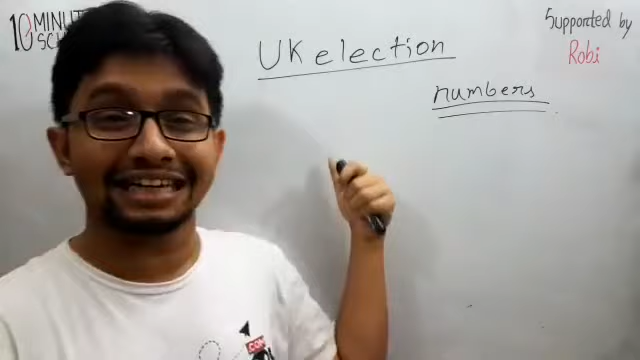 10 MINUTE
SCH
Supported by
Robi
UK election
numbers